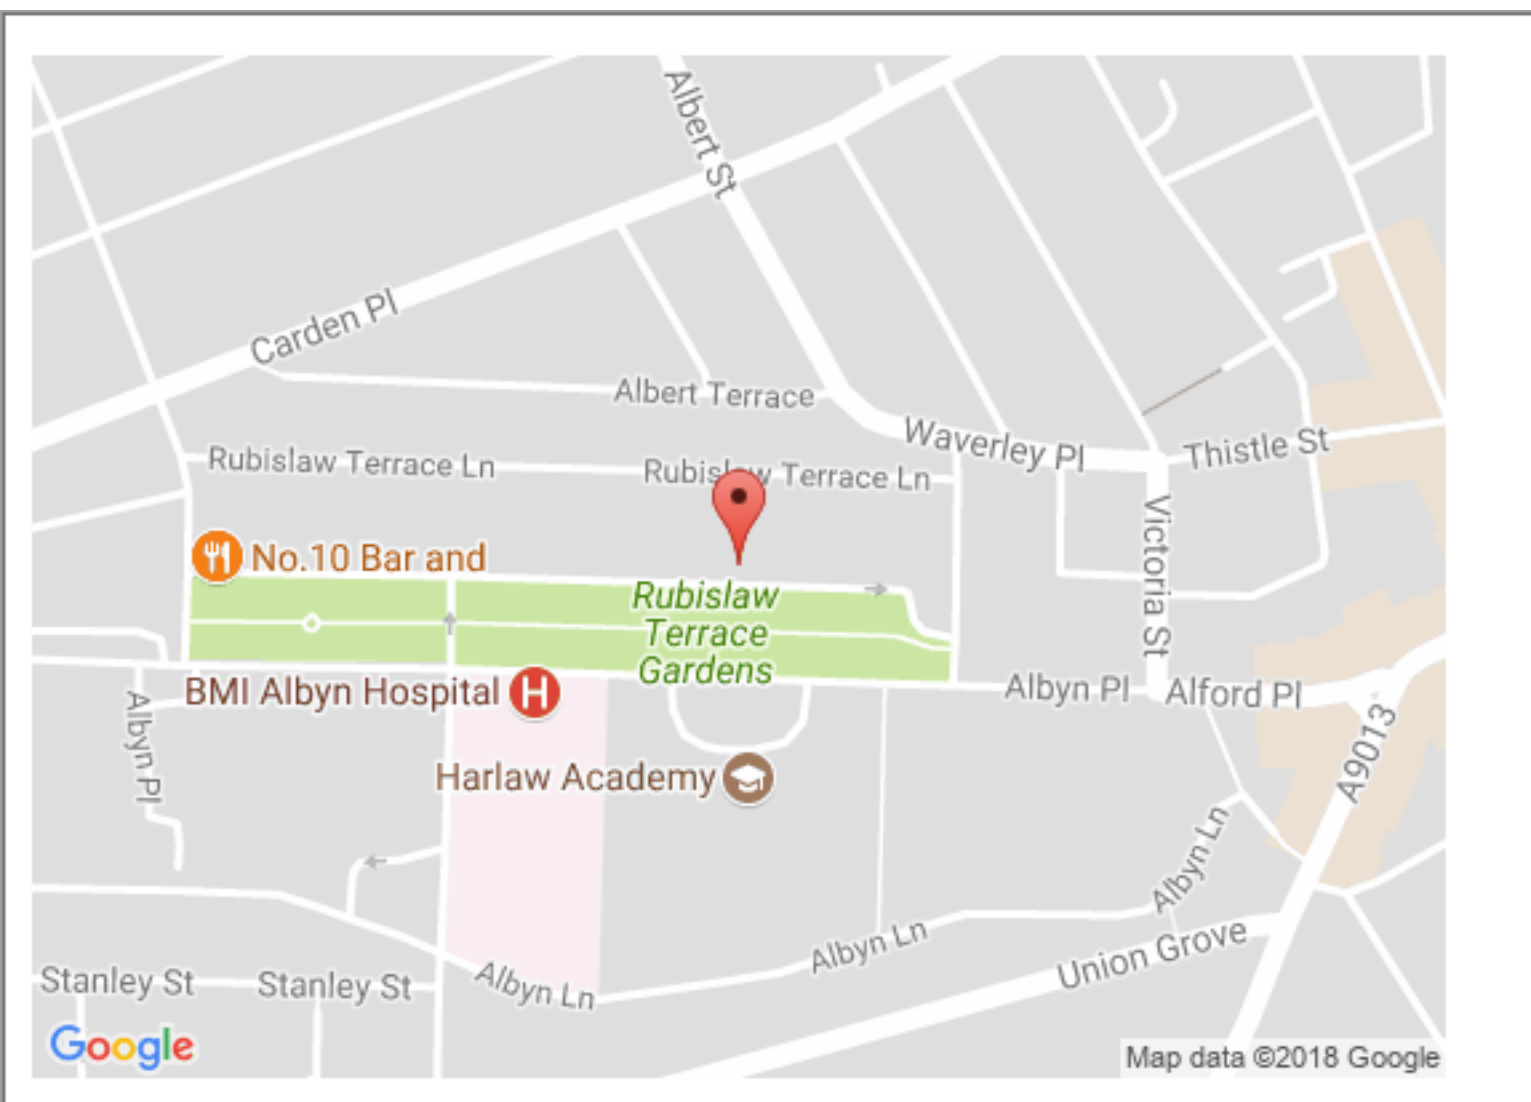 Albert St
Carden Pl
Albert Terrace
Waverley Pl
Thistle St
Rubislaw Terrace Ln
Rubislaw Terrace Ln
Victoria St
No.10 Bar and
Rubislaw
Terrace
Gardens
BMI Albyn Hospital
H
Albyn Pl
Alford Pl
Albyn Pl
A9013
Harlaw Academy
Albyn Ln
Albyn Ln
Union Grove
Stanley St
Stanley St
Albyn Ln
Google
Map data ©2018 Google